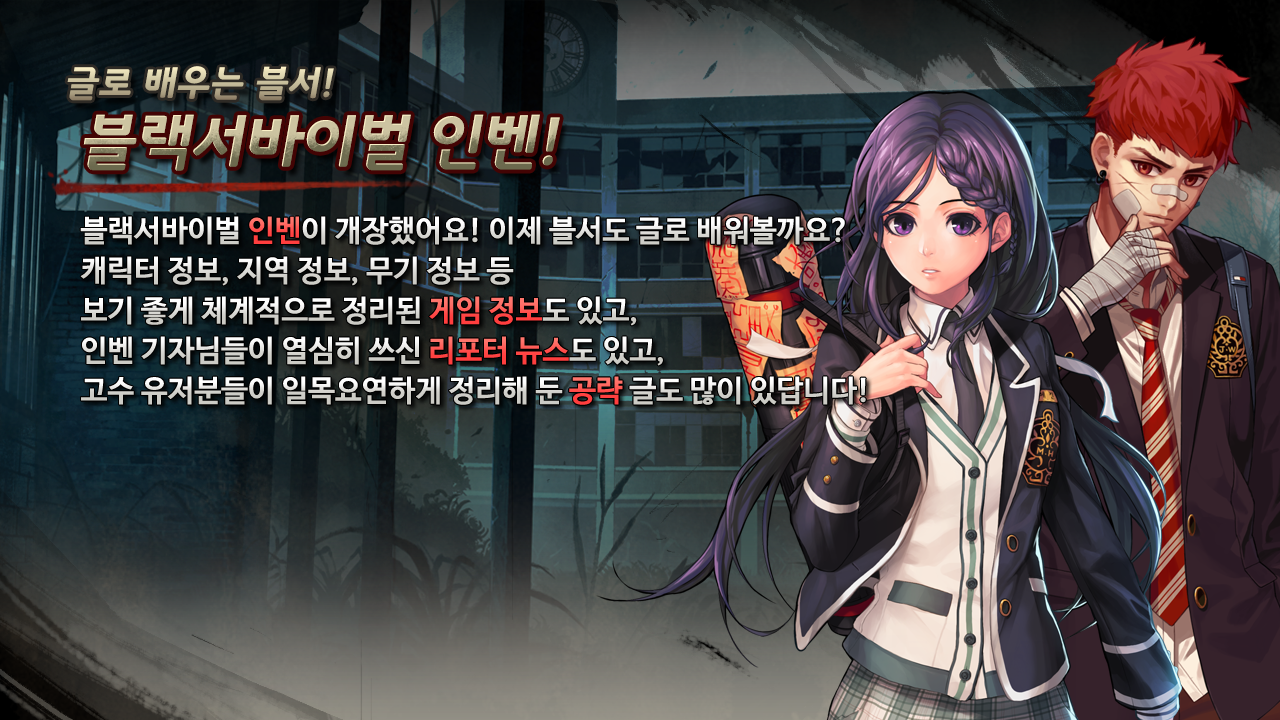 글로 배우는 블서!
블랙서바이벌 인벤!
블랙서바이벌 인벤이 개장했어요! 이제 블서도 글로 배워볼까요?
캐릭터 정보, 지역 정보, 무기 정보 등
보기 좋게 체계적으로 정리된 게임 정보도 있고,
인벤 기자님들이 열심히 쓰신 리포터 뉴스도 있고,
고수 유저분들이 일목요연하게 정리해 둔 공략 글도 많이 있답니다!